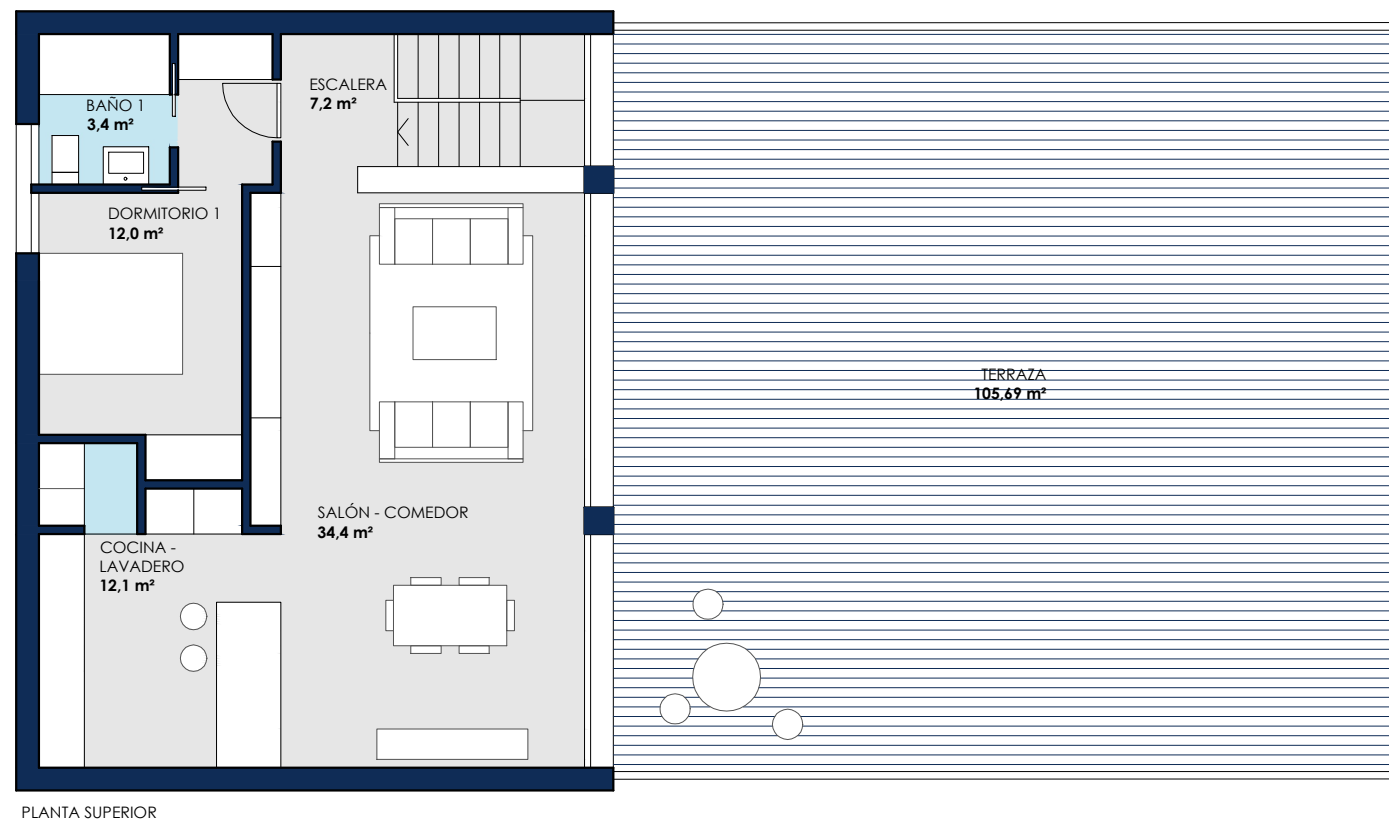 ESCALERA
7,2 m²
BAÑO 1
3,4 m²
DORMITORIO 1
12,0 m²
TERRAZA
105,69 m²
SALÓN - COMEDOR
34,4 m²
COCINA -
LAVADERO
12,1 m²
PLANTA SUPERIOR